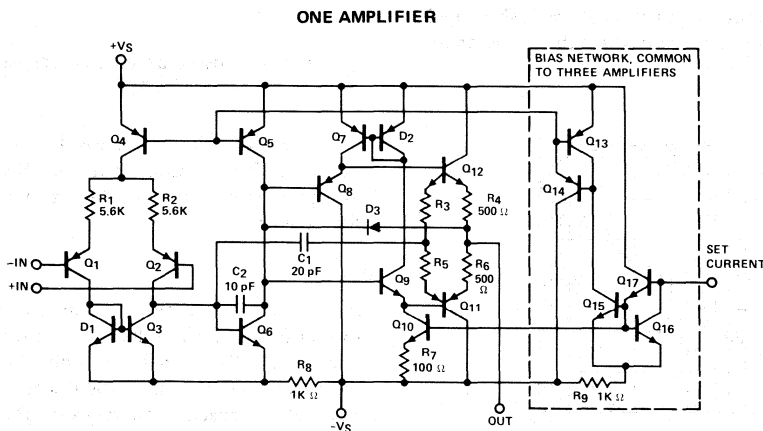 ONE AMPLIFIER
+VS
BIAS NETWORK, COMMON
TO THREE AMPLIFIERS
Q4
Q5
Q7
D2
Q13
Q12
Q14
Q8
R1
5.6K
R2
5.6K
R3
R4
500 Ω
D3
SET
CURRENT
–IN
Q1
Q2
C1
20 pF
R5
R6
500
Ω
+IN
C2
10 pF
Q9
Q17
Q15
D1
Q3
Q6
Q10
Q11
Q16
R7
100 Ω
R8
1K Ω
R9 1K Ω
–VS
OUT